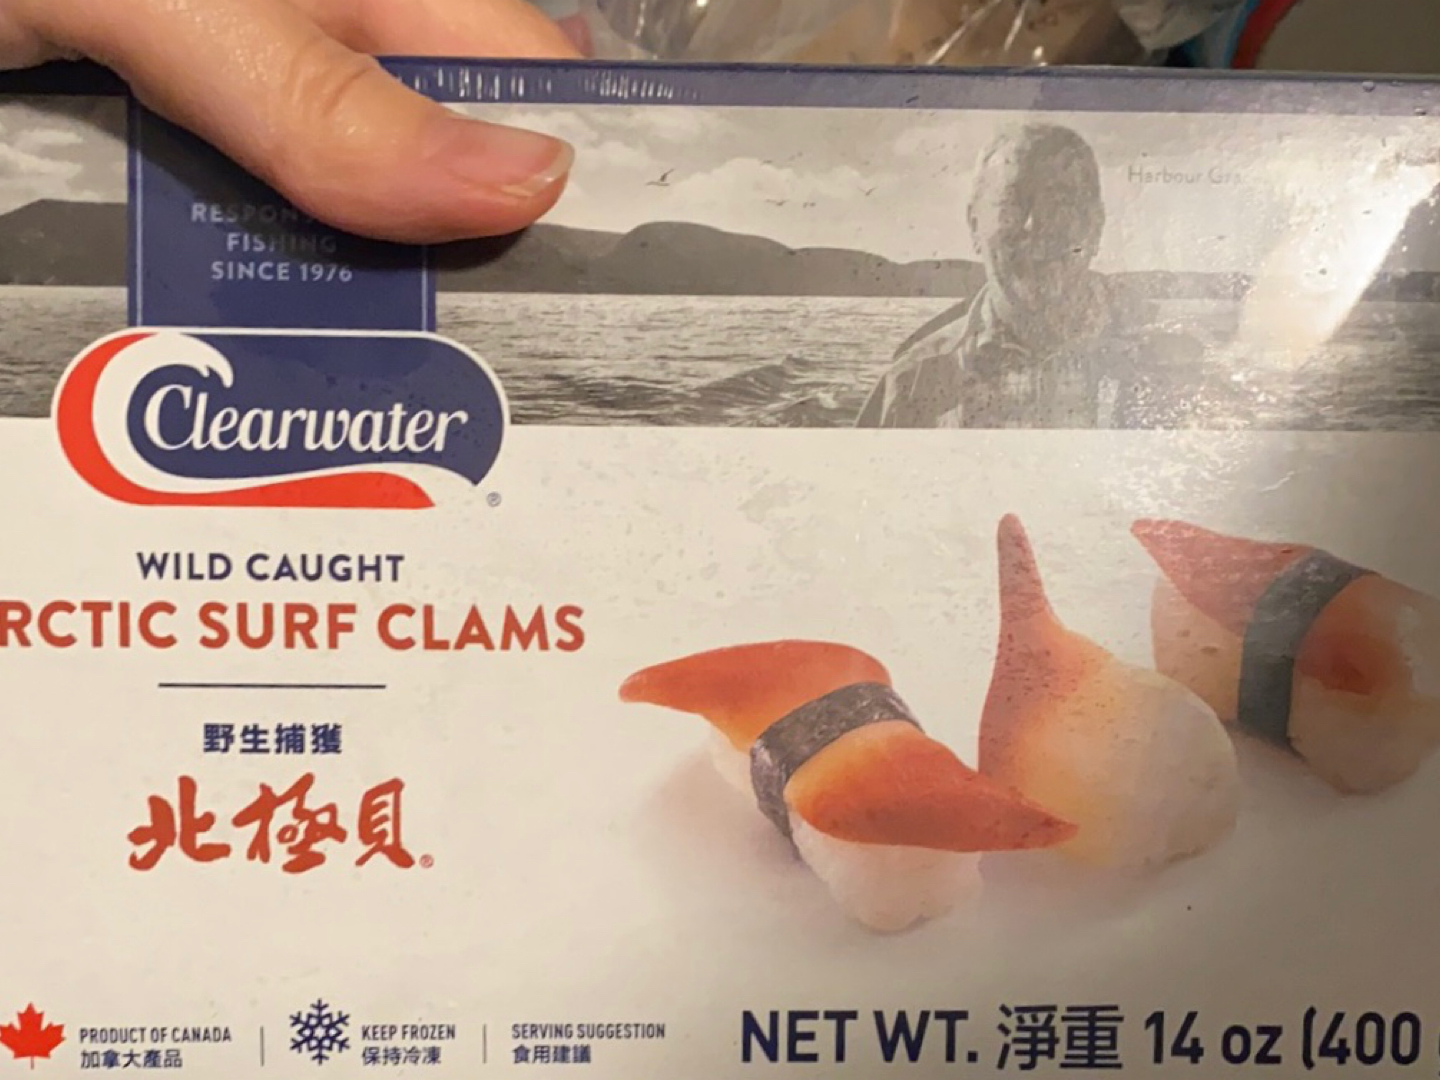 FISHING
SINCE 1976
Harbour
Clearwater
®
WILD CAUGHT
RCTIC SURF CLAMS
野生捕獲
北極貝®
PRODUCT OF CANADA
加拿大產品
KEEP FROZEN
保持冷凍
SERVING SUGGESTION
食用建議
NET WT. 淨重 14 oz (400